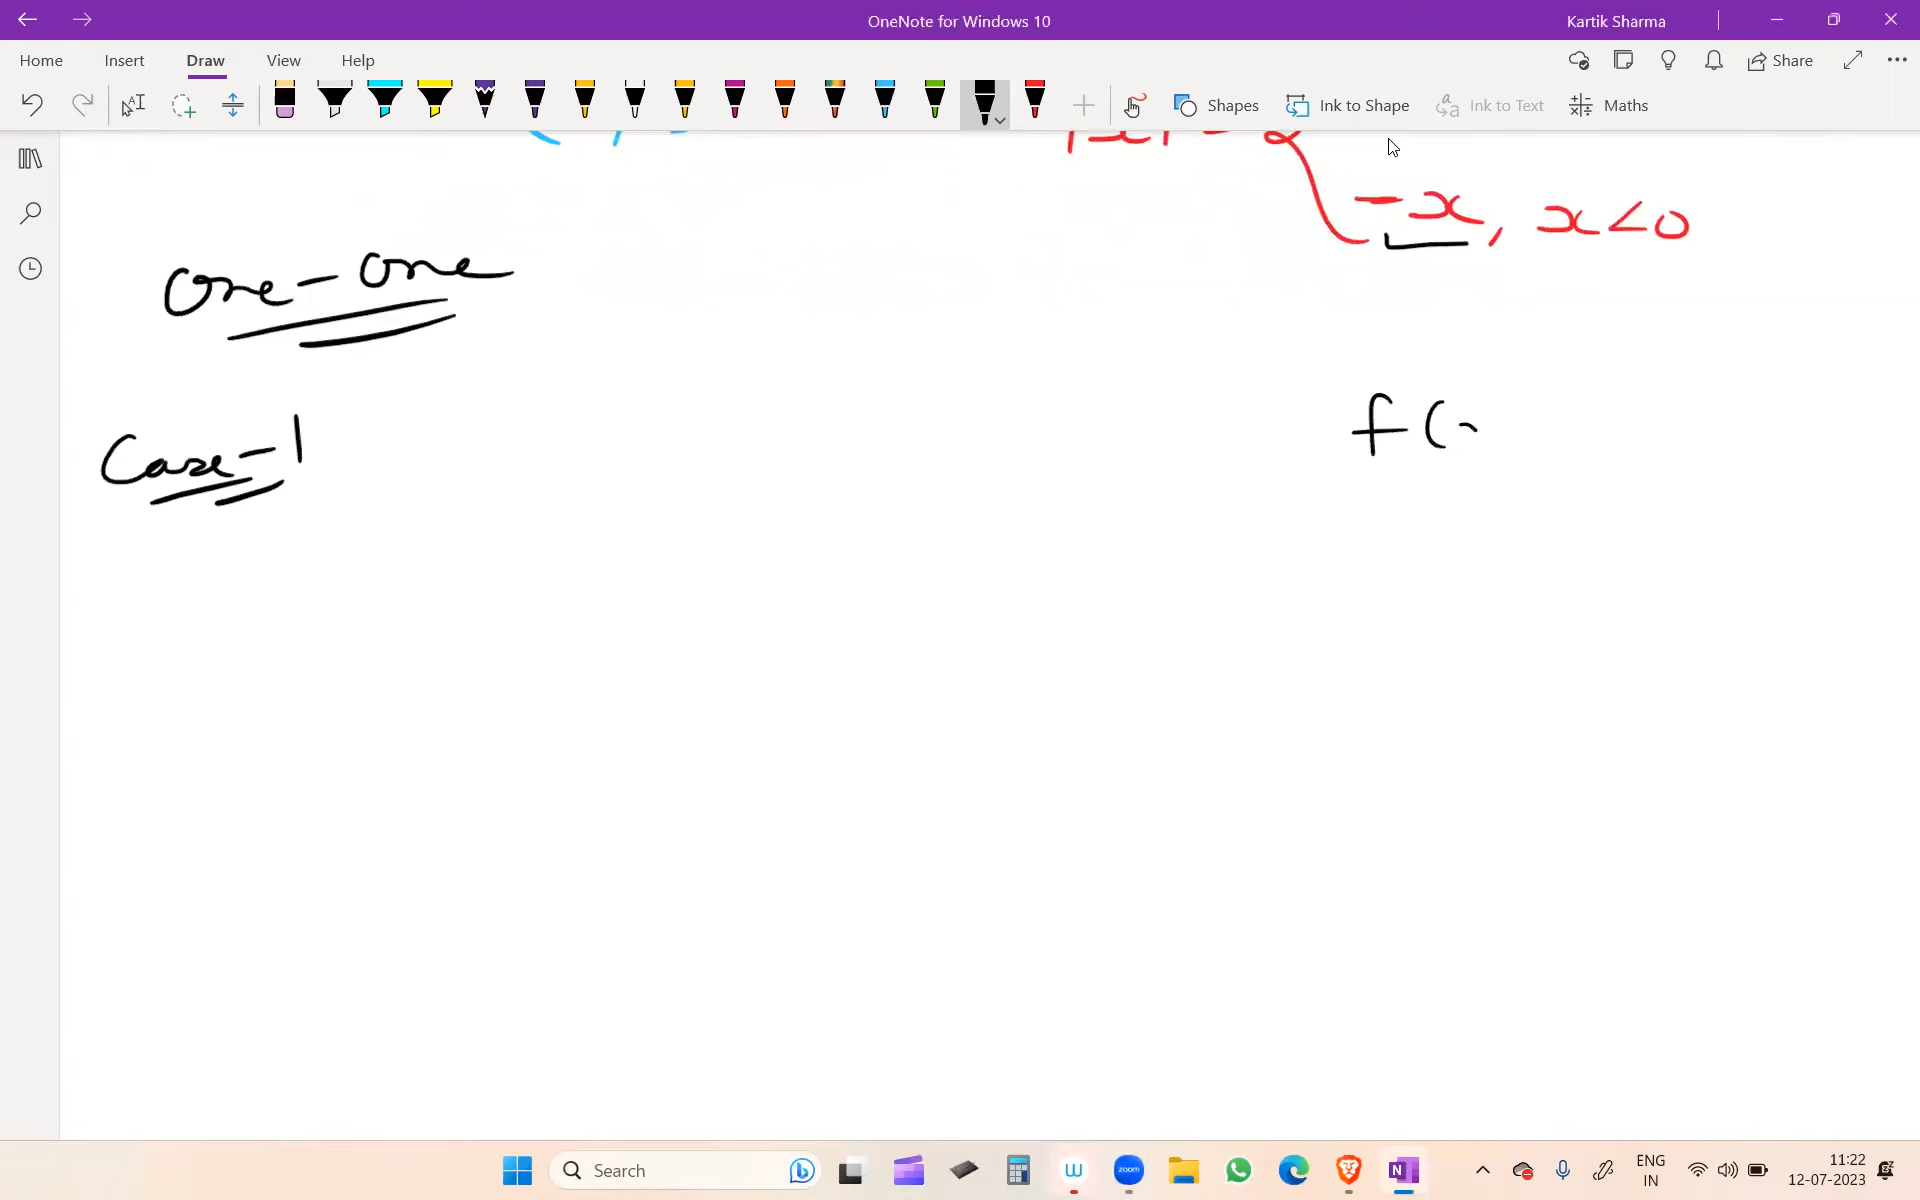 OneNote for Windows 10
Kartik Sharma
Home Insert Draw View Help
Share
Shapes Ink to Shape Ink to Text Maths
|x| =
-x, x<0
One-One
Case-1
f(
Search
zoom
ENG
IN
11:22
12-07-2023